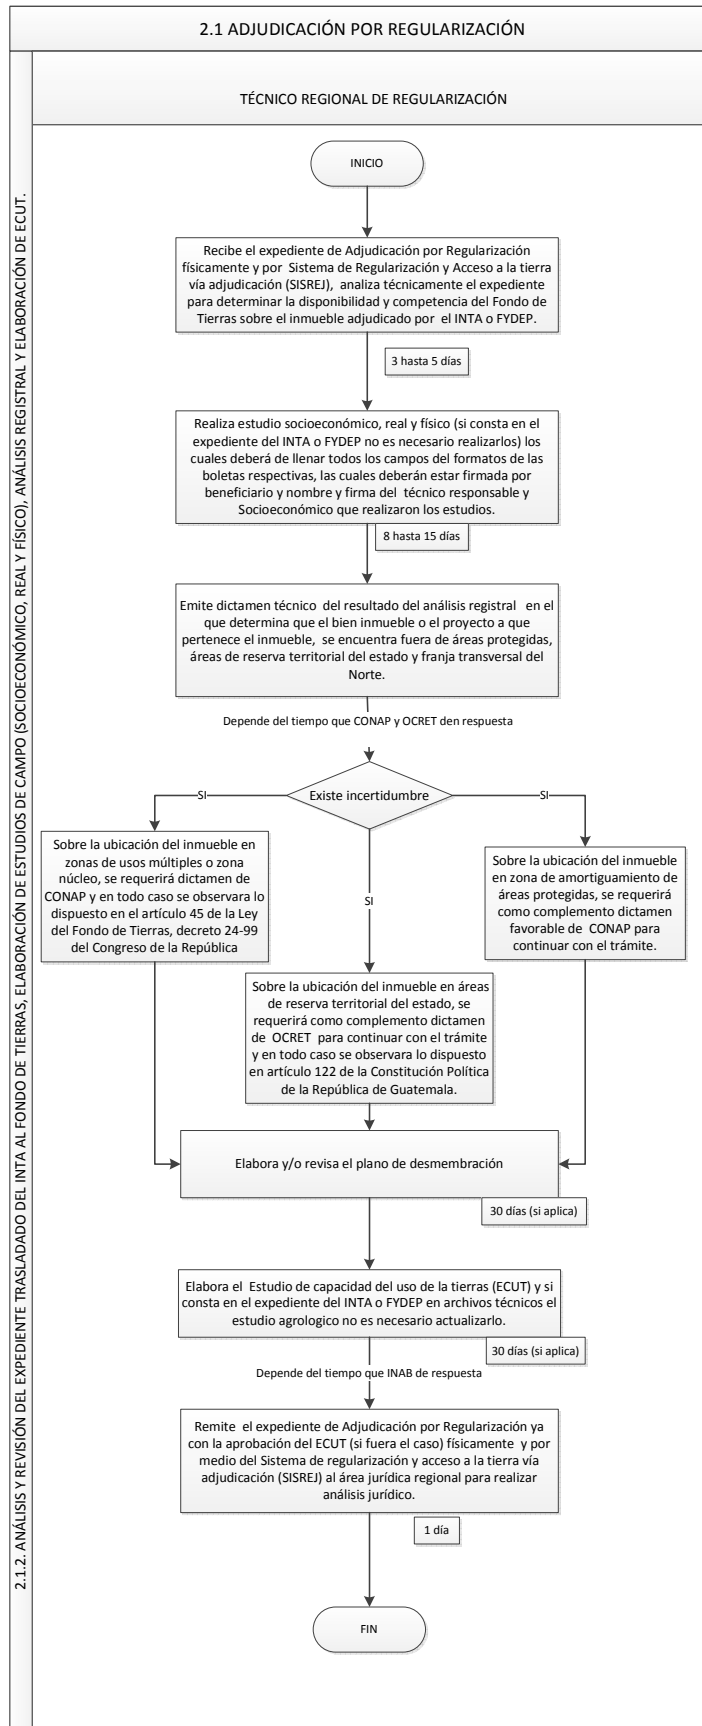 2.1 ADJUDICACIÓN POR REGULARIZACIÓN
2.1.2. ANÁLISIS Y REVISIÓN DEL EXPEDIENTE TRASLADADO DEL INTA AL FONDO DE TIERRAS, ELABORACIÓN DE ESTUDIOS DE CAMPO (SOCIOECONÓMICO, REAL Y FÍSICO), ANÁLISIS REGISTRAL Y ELABORACIÓN DE ECUT.
TÉCNICO REGIONAL DE REGULARIZACIÓN
INICIO
Recibe el expediente de Adjudicación por Regularización
físicamente y por Sistema de Regularización y Acceso a la tierra
vía adjudicación (SISREJ), analiza técnicamente el expediente
para determinar la disponibilidad y competencia del Fondo de
Tierras sobre el inmueble adjudicado por el INTA o FYDEP.
3 hasta 5 días
Realiza estudio socioeconómico, real y físico (si consta en el
expediente del INTA o FYDEP no es necesario realizarlos) los
cuales deberá de llenar todos los campos del formatos de las
boletas respectivas, las cuales deberán estar firmada por
beneficiario y nombre y firma del técnico responsable y
Socioeconómico que realizaron los estudios.
8 hasta 15 días
Emite dictamen técnico del resultado del análisis registral en el
que determina que el bien inmueble o el proyecto a que
pertenece el inmueble, se encuentra fuera de áreas protegidas,
áreas de reserva territorial del estado y franja transversal del
Norte.
Depende del tiempo que CONAP y OCRET den respuesta
Existe incertidumbre
SI
SI
SI
Sobre la ubicación del inmueble en
zonas de usos múltiples o zona
núcleo, se requerirá dictamen de
CONAP y en todo caso se observara lo
dispuesto en el artículo 45 de la Ley
del Fondo de Tierras, decreto 24-99
del Congreso de la República
Sobre la ubicación del inmueble
en zona de amortiguamiento de
áreas protegidas, se requerirá
como complemento dictamen
favorable de CONAP para
continuar con el trámite.
Sobre la ubicación del inmueble en áreas
de reserva territorial del estado, se
requerirá como complemento dictamen
de OCRET para continuar con el trámite
y en todo caso se observara lo dispuesto
en artículo 122 de la Constitución Política
de la República de Guatemala.
Elabora y/o revisa el plano de desmembración
30 días (si aplica)
Elabora el Estudio de capacidad del uso de la tierras (ECUT) y si
consta en el expediente del INTA o FYDEP en archivos técnicos el
estudio agrologico no es necesario actualizarlo.
30 días (si aplica)
Depende del tiempo que INAB de respuesta
Remite el expediente de Adjudicación por Regularización ya
con la aprobación del ECUT (si fuera el caso) físicamente y por
medio del Sistema de regularización y acceso a la tierra vía
adjudicación (SISREJ) al área jurídica regional para realizar
análisis jurídico.
1 día
FIN